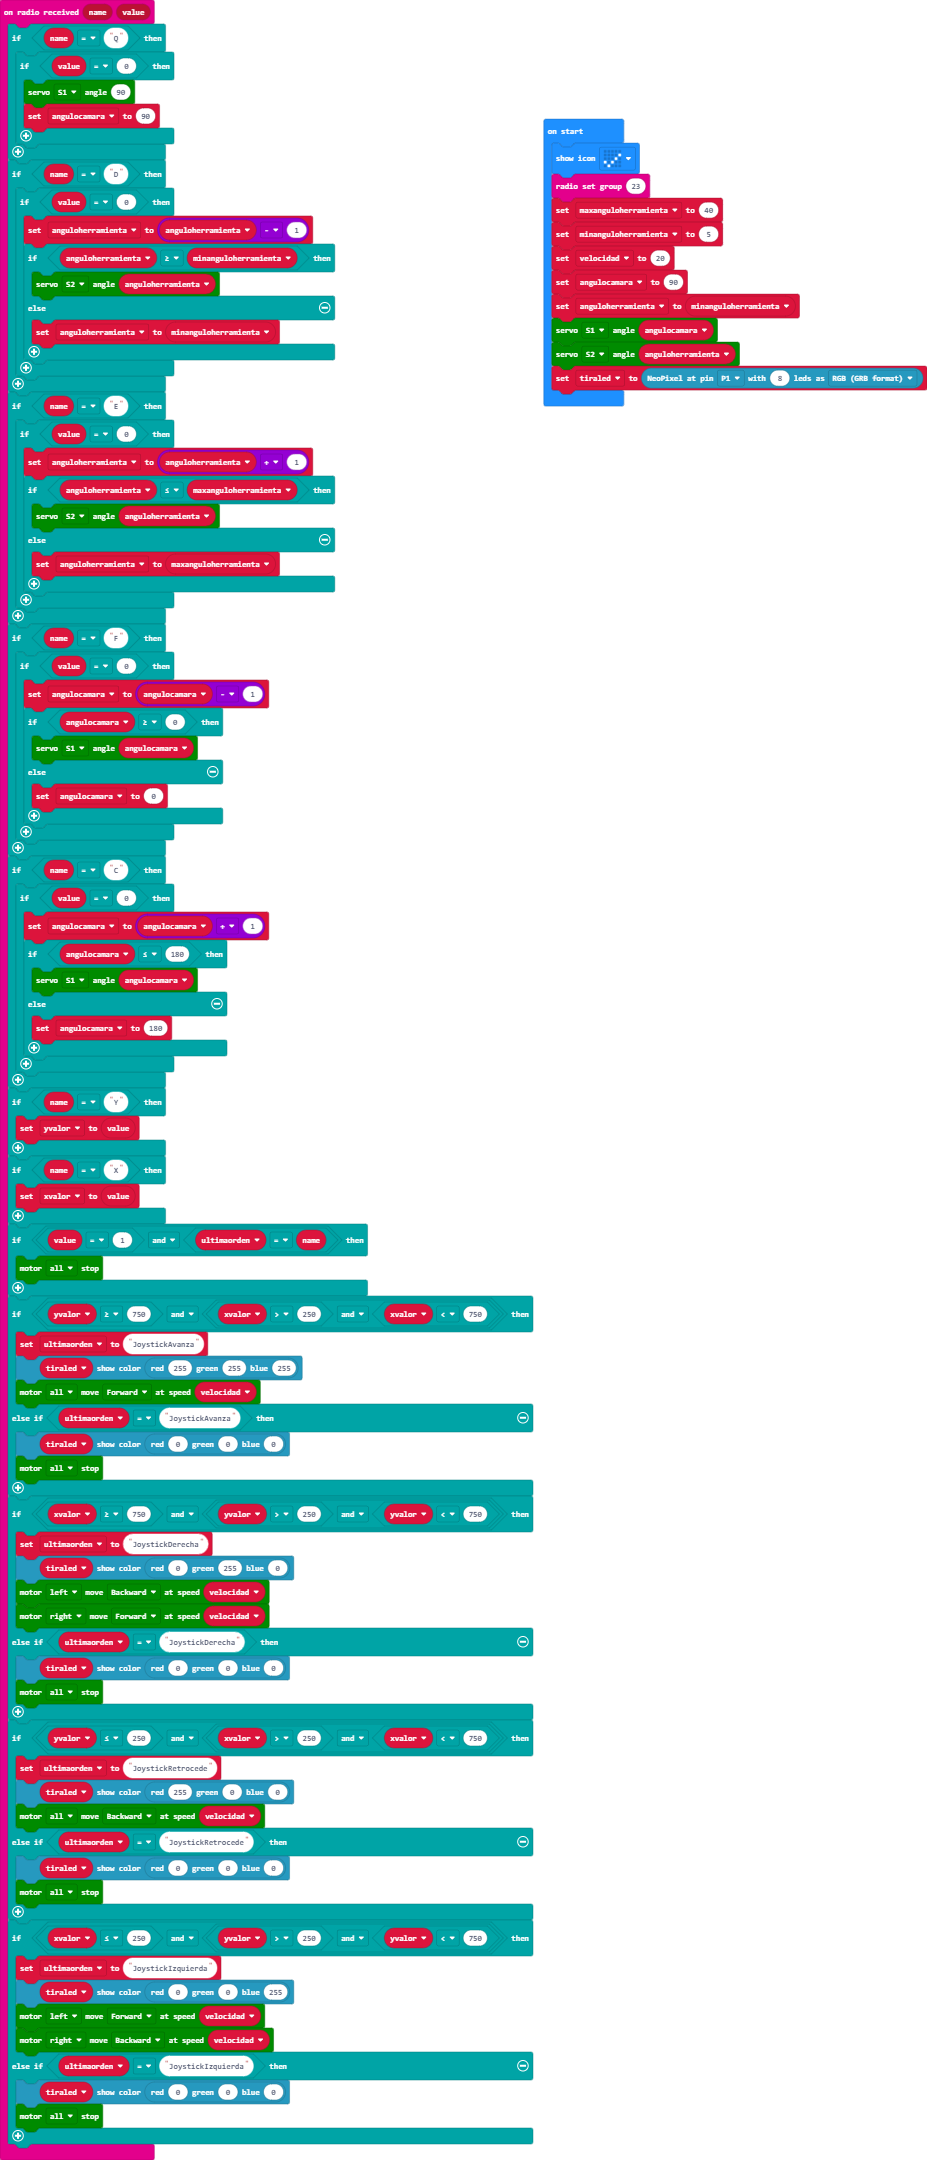 on radio received name value
if name = "Q" then
if value = 0 then
servo S1 angle 90
set angulocamara to 90
if name = "D" then
if value = 0 then
set anguloherramienta to anguloherramienta - 1
if anguloherramienta ≥ minanguloherramienta then
servo S2 angle anguloherramienta
else
set anguloherramienta to minanguloherramienta
if name = "E" then
if value = 0 then
set anguloherramienta to anguloherramienta + 1
if anguloherramienta ≤ maxanguloherramienta then
servo S2 angle anguloherramienta
else
set anguloherramienta to maxanguloherramienta
if name = "F" then
if value = 0 then
set angulocamara to angulocamara - 1
if angulocamara ≥ 0 then
servo S1 angle angulocamara
else
set angulocamara to 0
if name = "C" then
if value = 0 then
set angulocamara to angulocamara + 1
if angulocamara ≤ 180 then
servo S1 angle angulocamara
else
set angulocamara to 180
if name = "Y" then
set yvalor to value
if name = "X" then
set xvalor to value
if value = 1 and ultimaorden = name then
motor all stop
if yvalor ≥ 750 and xvalor > 250 and xvalor < 750 then
set ultimaorden to "JoystickAvanza"
tiraled show color red 255 green 255 blue 255
motor all move Forward at speed velocidad
else if ultimaorden = "JoystickAvanza" then
tiraled show color red 0 green 0 blue 0
motor all stop
if xvalor ≥ 750 and yvalor > 250 and yvalor < 750 then
set ultimaorden to "JoystickDerecha"
tiraled show color red 0 green 255 blue 0
motor left move Backward at speed velocidad
motor right move Forward at speed velocidad
else if ultimaorden = "JoystickDerecha" then
tiraled show color red 0 green 0 blue 0
motor all stop
if yvalor ≤ 250 and xvalor > 250 and xvalor < 750 then
set ultimaorden to "JoystickRetrocede"
tiraled show color red 255 green 0 blue 0
motor all move Backward at speed velocidad
else if ultimaorden = "JoystickRetrocede" then
tiraled show color red 0 green 0 blue 0
motor all stop
if xvalor ≤ 250 and yvalor > 250 and yvalor < 750 then
set ultimaorden to "JoystickIzquierda"
tiraled show color red 0 green 0 blue 255
motor left move Forward at speed velocidad
motor right move Backward at speed velocidad
else if ultimaorden = "JoystickIzquierda" then
tiraled show color red 0 green 0 blue 0
motor all stop
on start
show icon
radio set group 23
set maxanguloherramienta to 40
set minanguloherramienta to 5
set velocidad to 20
set angulocamara to 90
set anguloherramienta to minanguloherramienta
servo S1 angle angulocamara
servo S2 angle anguloherramienta
set tiraled to NeoPixel at pin P1 with 8 leds as RGB (GRB format)